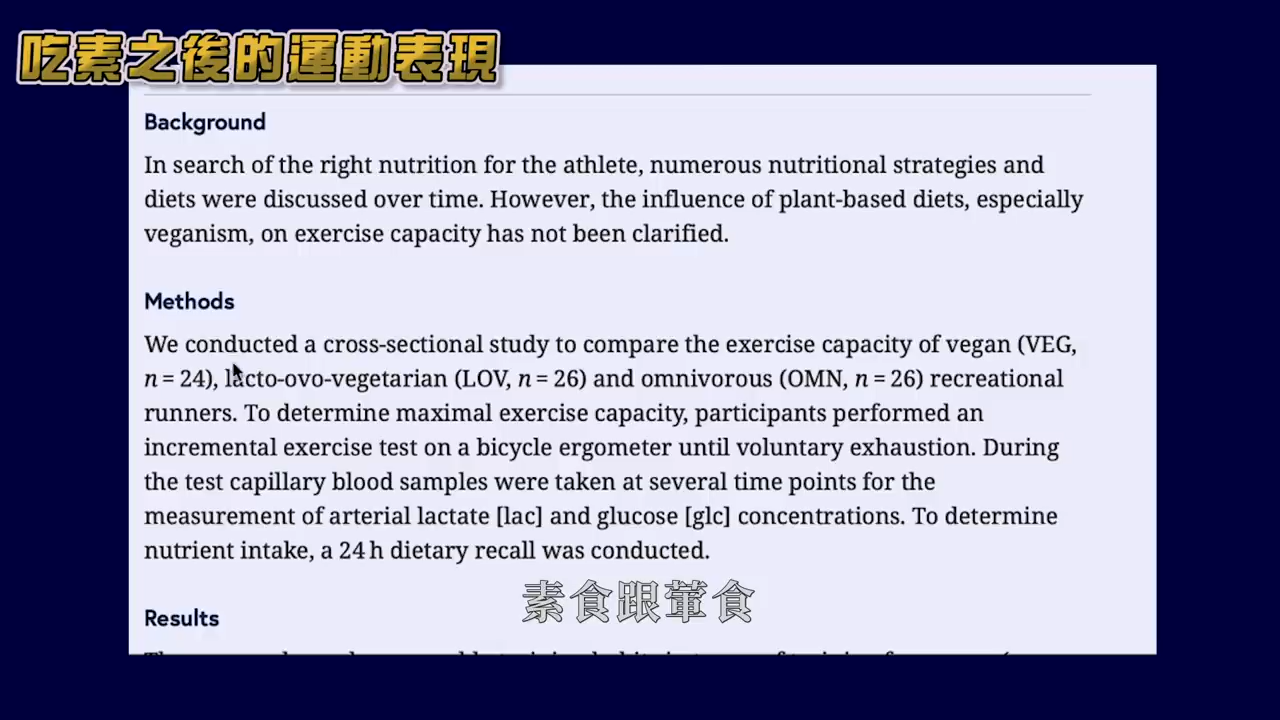 吃素之後的運動表現
Background
In search of the right nutrition for the athlete, numerous nutritional strategies and
diets were discussed over time. However, the influence of plant-based diets, especially
veganism, on exercise capacity has not been clarified.
Methods
We conducted a cross-sectional study to compare the exercise capacity of vegan (VEG,
n = 24), lacto-ovo-vegetarian (LOV, n = 26) and omnivorous (OMN, n = 26) recreational
runners. To determine maximal exercise capacity, participants performed an
incremental exercise test on a bicycle ergometer until voluntary exhaustion. During
the test capillary blood samples were taken at several time points for the
measurement of arterial lactate [lac] and glucose [glc] concentrations. To determine
nutrient intake, a 24 h dietary recall was conducted.
素食跟葷食
Results